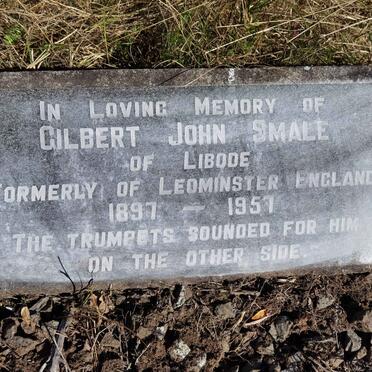 IN LOVING MEMORY OF
GILBERT JOHN SMALE
OF LIBODE
FORMERLY OF LEOMINSTER ENGLAND
1897 — 1957
THE TRUMPETS SOUNDED FOR HIM
ON THE OTHER SIDE.